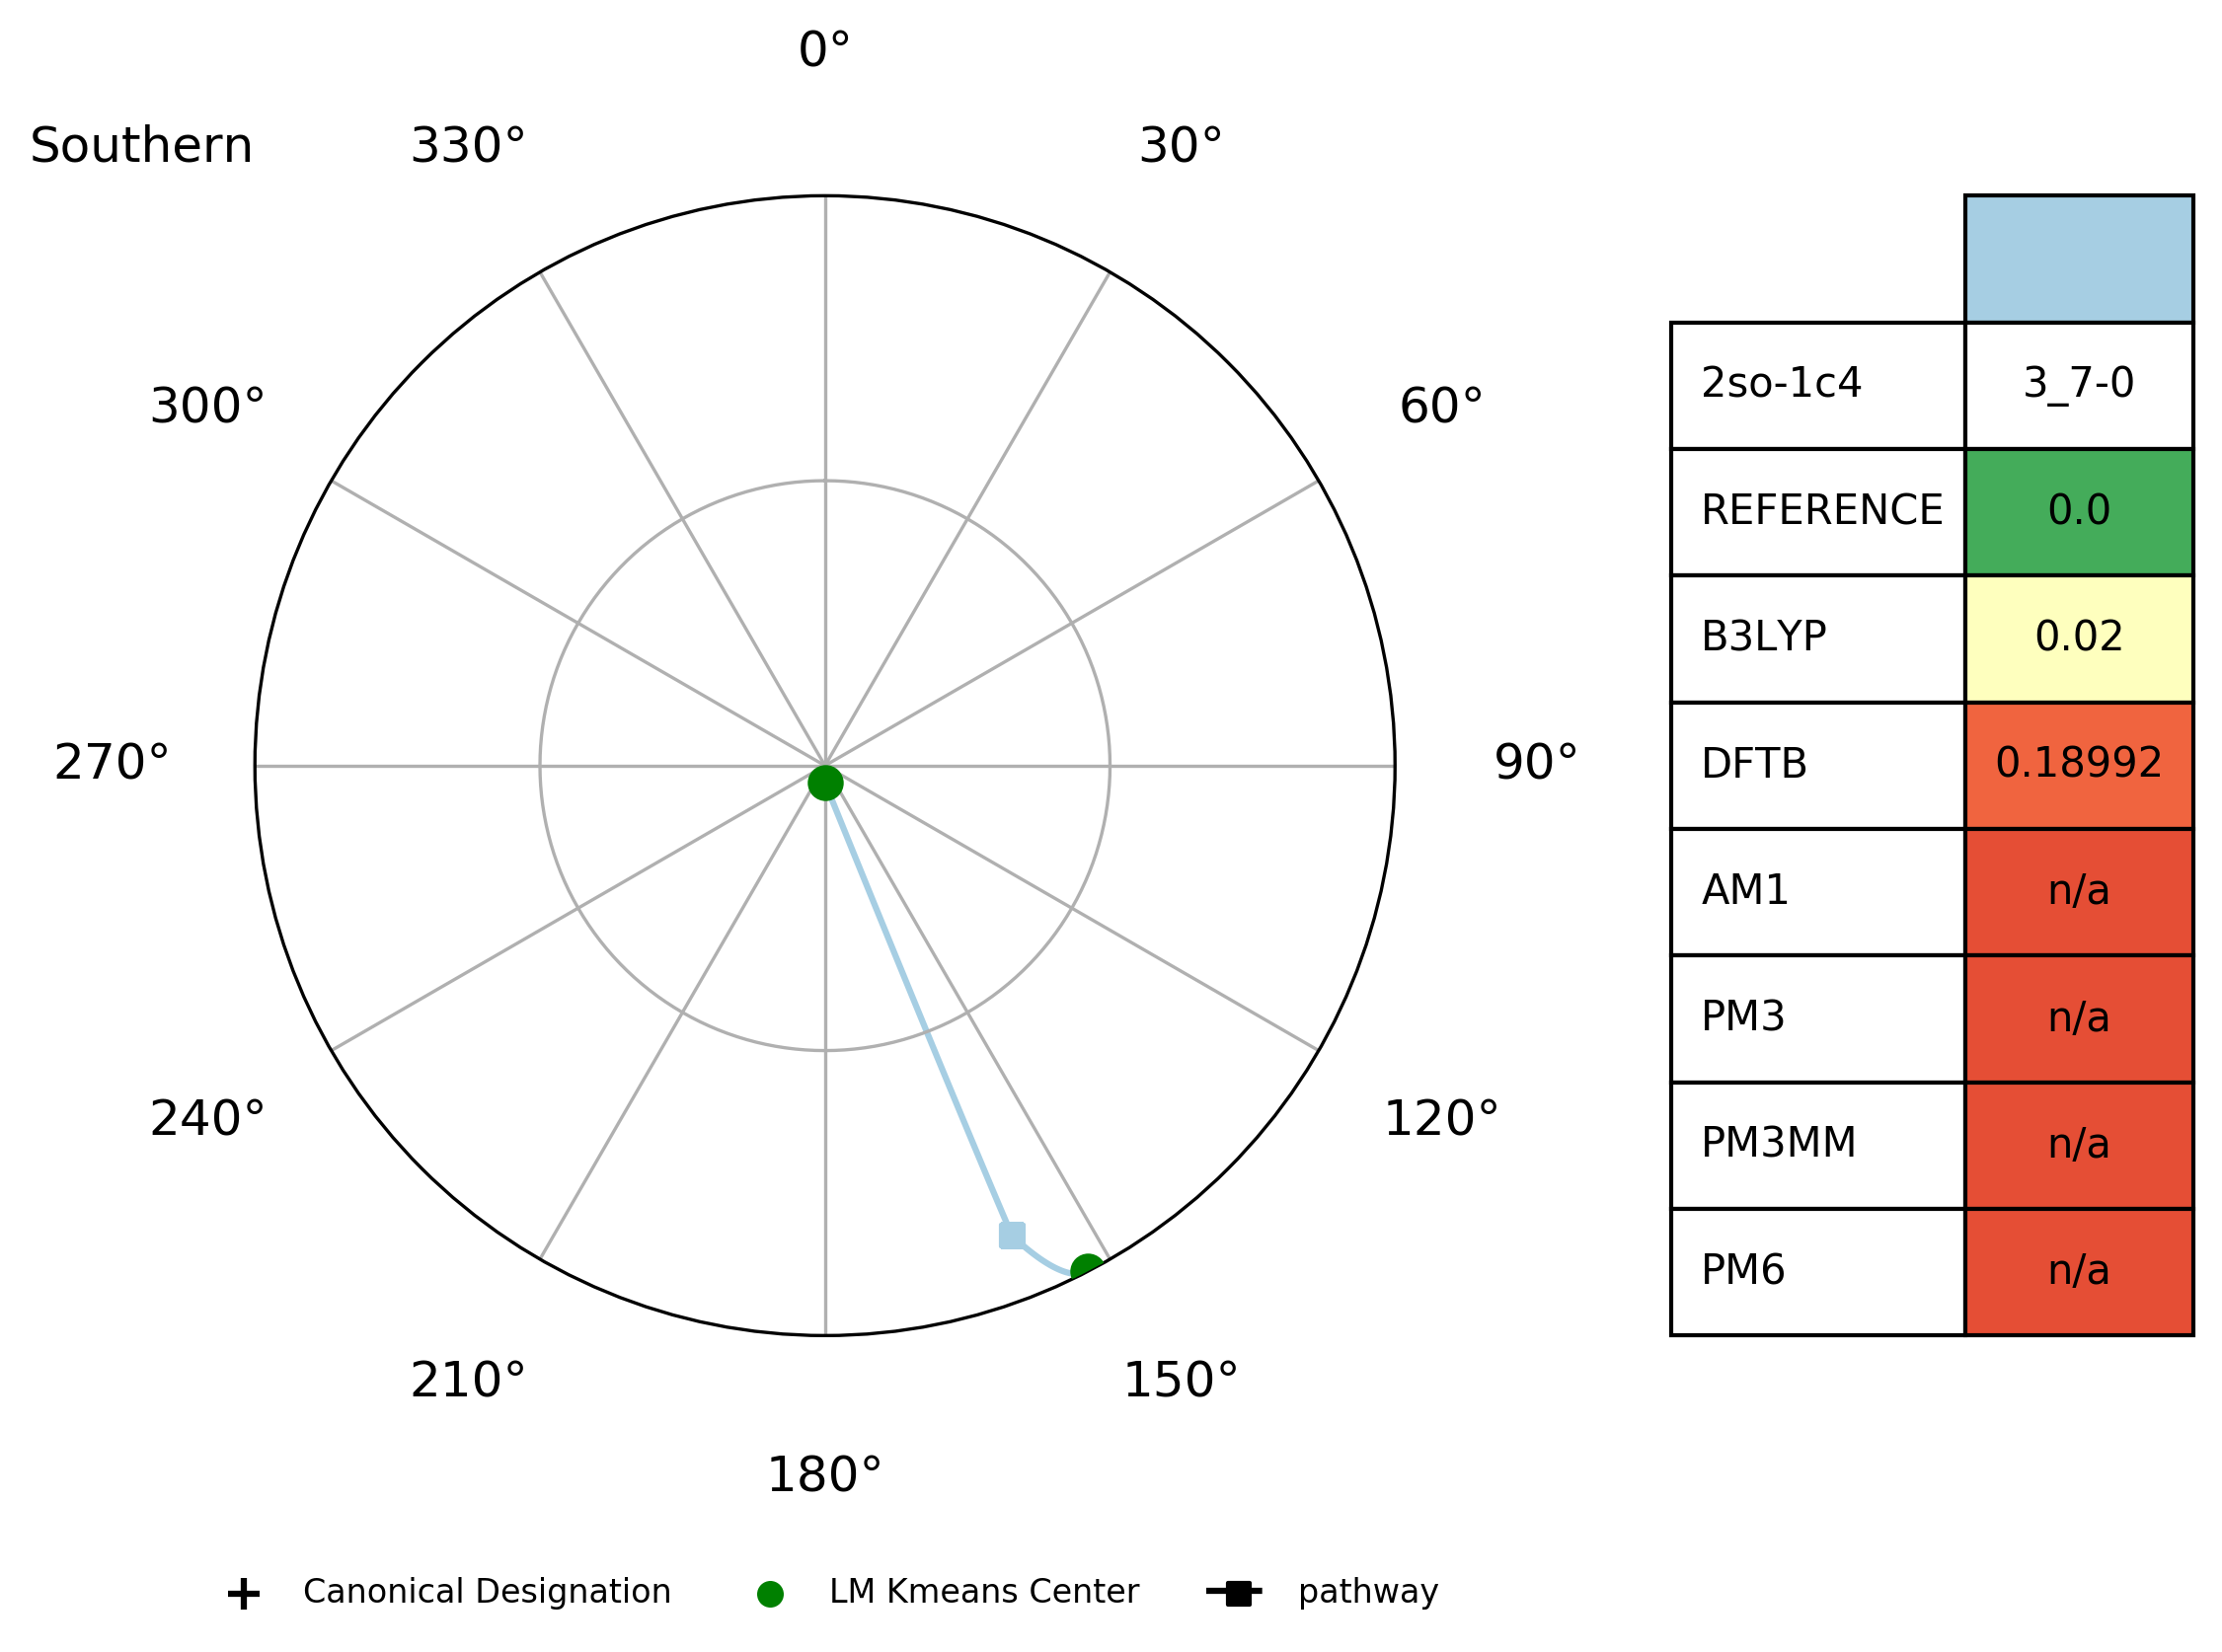 0°
Southern
330°
30°
300°
60°
270°
90°
240°
120°
210°
150°
180°
2so-1c4 3_7-0
REFERENCE 0.0
B3LYP 0.02
DFTB 0.18992
AM1 n/a
PM3 n/a
PM3MM n/a
PM6 n/a
Canonical Designation LM Kmeans Center pathway